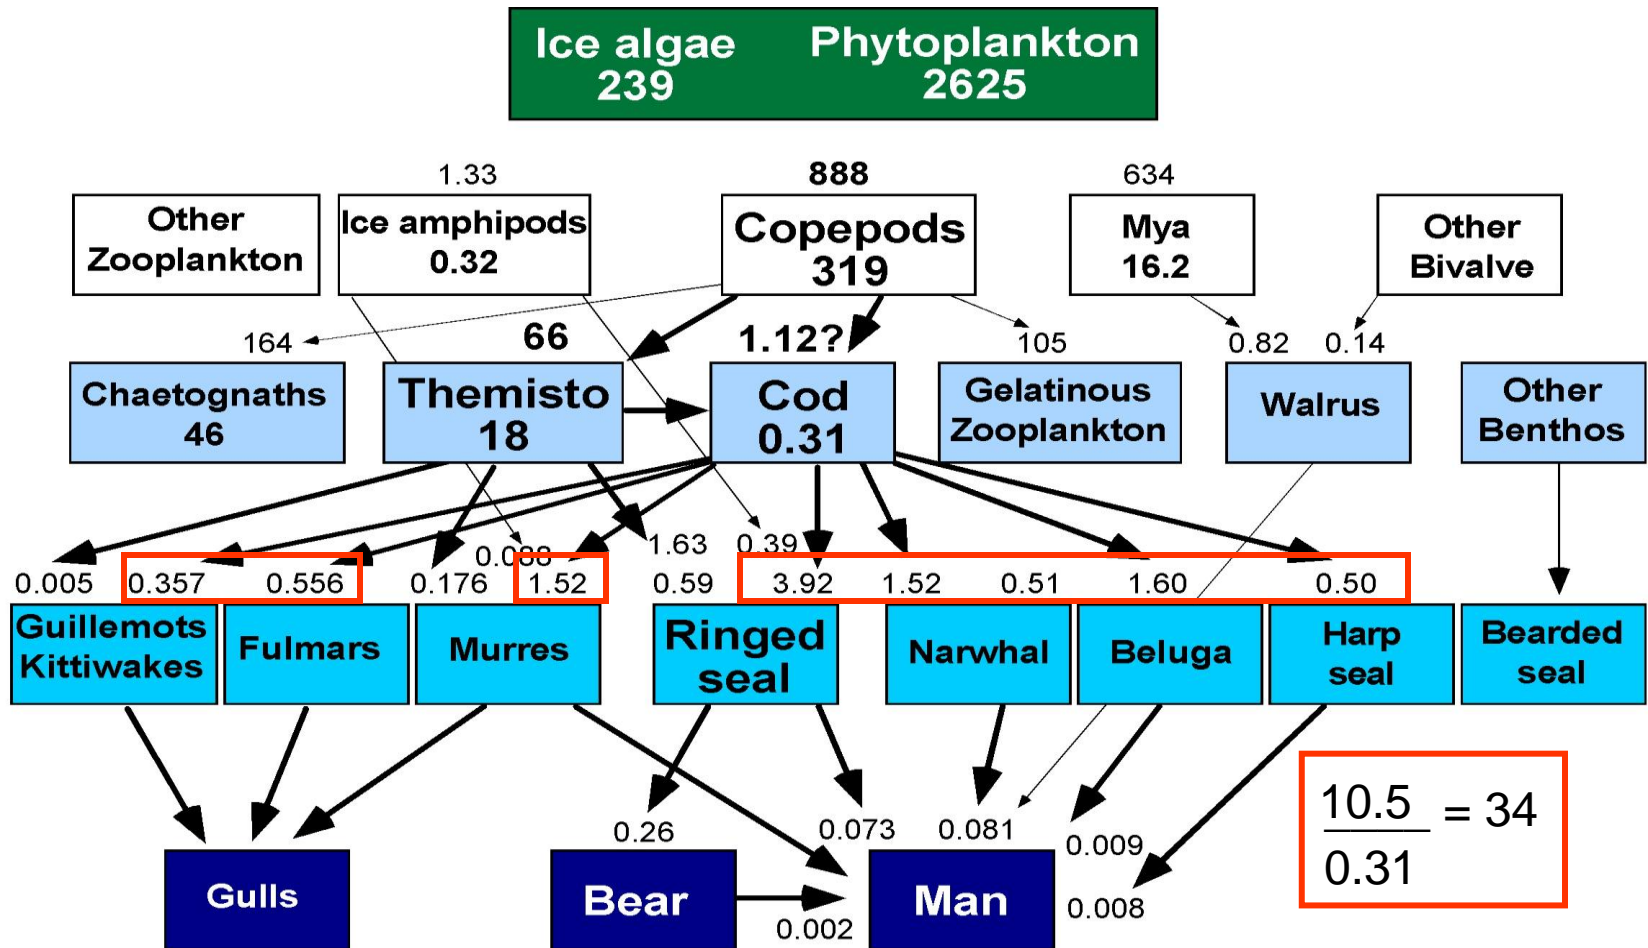 Ice algae
239
Phytoplankton
2625
1.33
888
634
Other
Zooplankton
Ice amphipods
0.32
Copepods
319
Mya
16.2
Other
Bivalve
164
66
1.12?
105
0.82
0.14
Chaetognaths
46
Themisto
18
Cod
0.31
Gelatinous
Zooplankton
Walrus
Other
Benthos
0.088
1.63
0.39
0.005
0.357
0.556
0.176
1.52
0.59
3.92
1.52
0.51
1.60
0.50
Guillemots
Kittiwakes
Fulmars
Murres
Ringed
seal
Narwhal
Beluga
Harp
seal
Bearded
seal
0.26
0.073
0.081
0.009
0.008
0.002
Gulls
Bear
Man
10.5
0.31
= 34